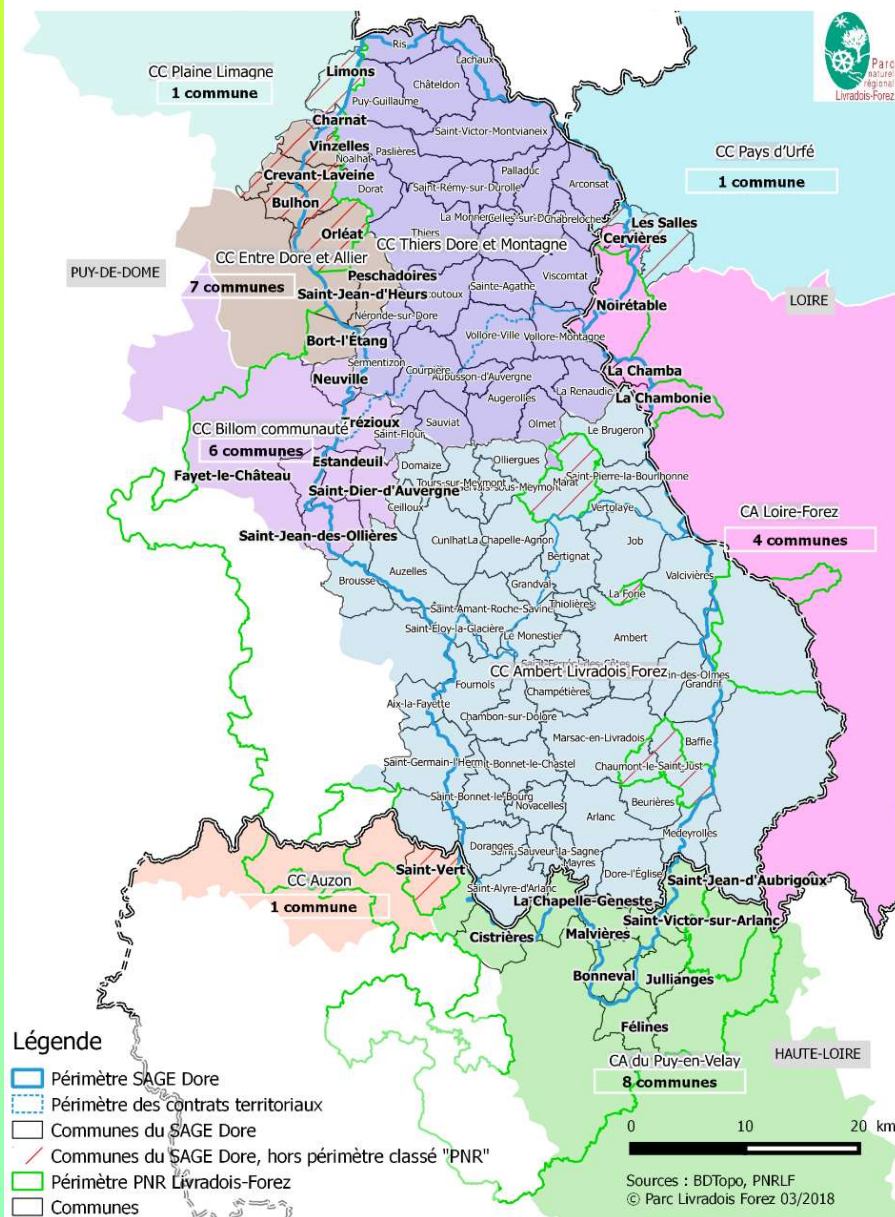 Parc
naturel
régional
Livradois-Forez
CC Plaine Limagne
1 commune
Ris
Lachaux
Limons
Châteldon
Puy-Guillaume
Charnat
Saint-Victor-Montvianeix
Vinzelles
Noalhat
Paslières
CC Pays d'Urfé
1 commune
Palladuc
Crevant-Laveine
Dorat
Saint-Rémy-sur-Durolle
Arconsat
Bulhon
La Monner
Celles-sur-D
Chabreloche
Les Salles
Orléat
Thiers
Cervières
CC Thiers Dore et Montagne
CC Entre Dore et Allier
7 communes
PUY-DE-DOME
Peschadoires
Viscomtat
Sainte-Agathe
Saint-Jean-d'Heurs
coutoux
Noirétable
LOIRE
Néronde-sur-Dore
Vollore-Ville
Vollore-Montagne
Bort-l'Étang
Sermentizon
Courpière
La Chamba
Neuville
Aubusson-d'Auvergne
La Renaudie
La Chambonie
Augerolles
Trézioux
Saint-Flour
Sauviat
Olmet
Le Brugeron
CC Billom communauté
6 communes
Estandeuil
Domaize
Olliergues
Fayet-le-Château
Tours-sur-Meymont
vais-sous-Meymont
Marat
Saint-Pierre-la-Bourlhonne
Saint-Dier-d'Auvergne
Ceilloux
Vertolaye
CA Loire-Forez
4 communes
Saint-Jean-des-Ollières
Cunlhat
La Chapelle-Agnon
Job
Bertignat
Auzelles
Valcivières
Brousse
Grandval
La Forie
Saint-Amant-Roche-Savine
Thiolières
Saint-Éloy-la-Glacière
Le Monestier
Ambert
CC Ambert Livradois Forez
in-des-Olmes
Fournols
Grandrif
Champétières
Aix-la-Fayette
Chambon-sur-Dolore
Marsac-en-Livradois
Baffie
Saint-Germain-l'Herm
it-Bonnet-le-Chastel
Chaumont-le-
Saint-Just
Saint-Bonnet-le-Bourg
Novacelles
Beurières
Arlanc
Medeyrolles
Doranges
Saint-Sauveur-la-Sagne
Mayres
Saint-Vert
CC Auzon
1 commune
Saint-Alyre-d'Arlanc
Dore-l'Église
Saint-Jean-d'Aubrigoux
La Chapelle-Geneste
Saint-Victor-sur-Arlanc
Cistrières
Malvières
Bonneval
Jullianges
Félines
HAUTE-LOIRE
CA du Puy-en-Velay
8 communes
Légende
Périmètre SAGE Dore
Périmètre des contrats territoriaux
Communes du SAGE Dore
Communes du SAGE Dore, hors périmètre classé "PNR"
Périmètre PNR Livradois-Forez
Communes
0 10 20 km
Sources : BDTopo, PNRLF
© Parc Livradois Forez 03/2018